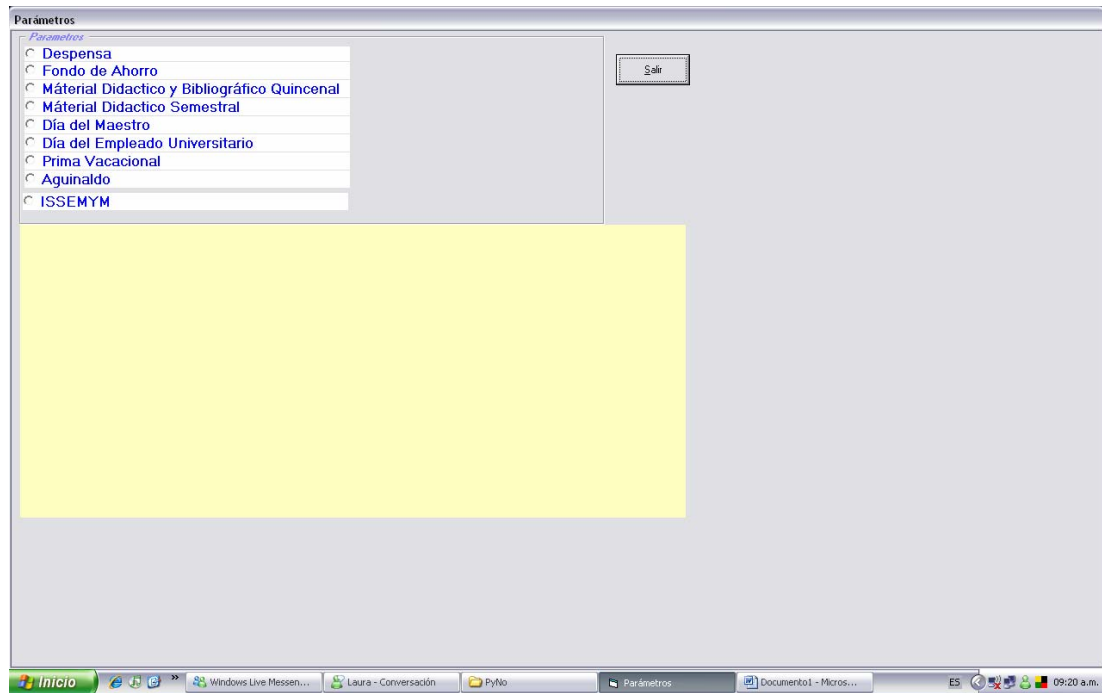 Parámetros
Parametros
Despensa
Fondo de Ahorro
Máterial Didactico y Bibliográfico Quincenal
Máterial Didactico Semestral
Día del Maestro
Día del Empleado Universitario
Prima Vacacional
Aguinaldo
ISSEMYM
Salir
Inicio
»
Windows Live Messen...
Laura - Conversación
PyNo
Parámetros
Documento1 - Micros...
ES
09:20 a.m.